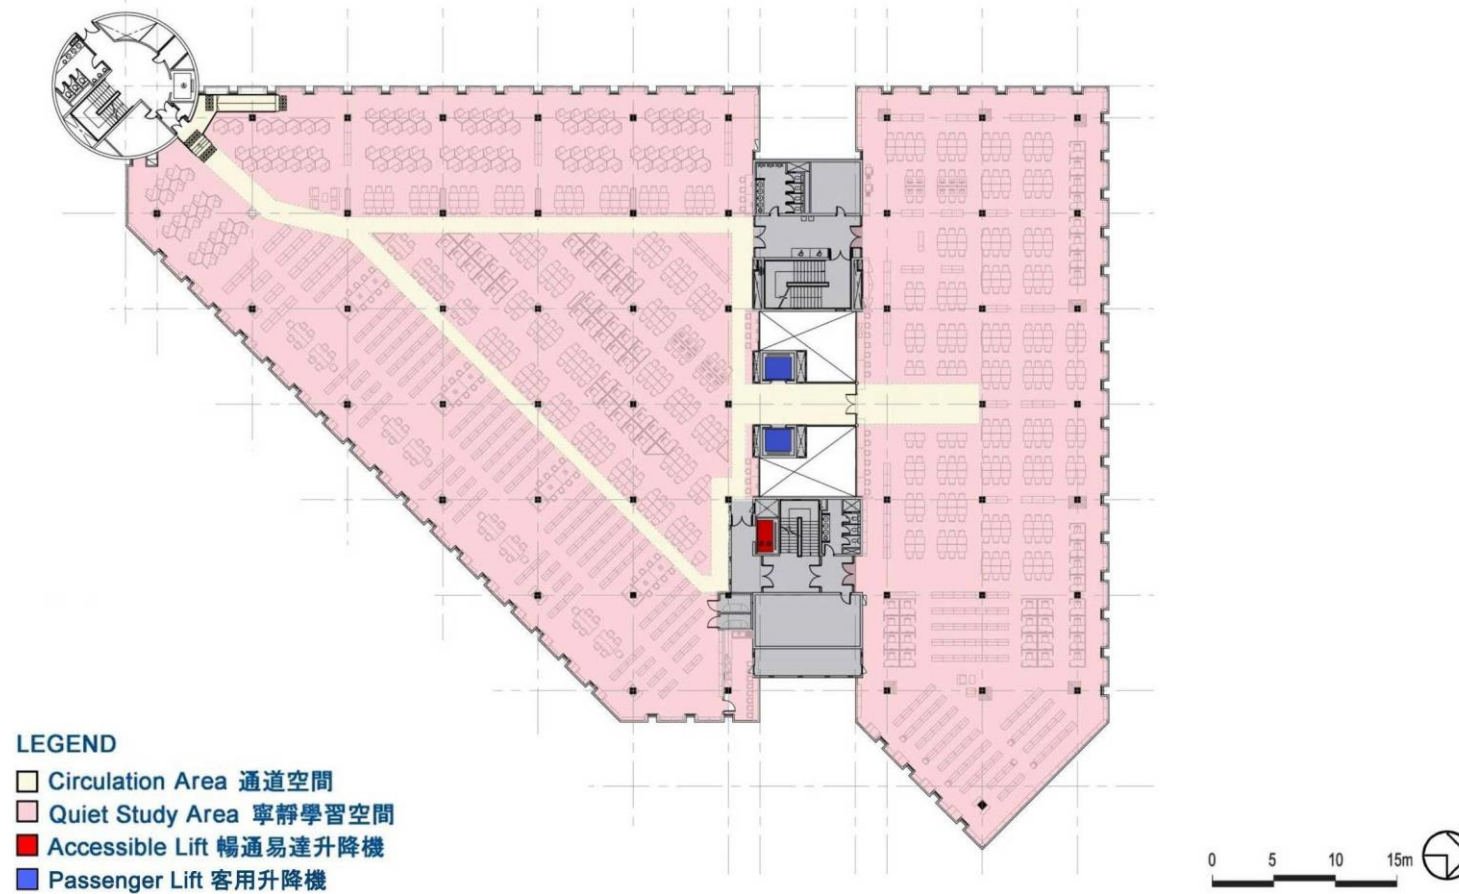 LEGEND
Circulation Area 通道空間
Quiet Study Area 寧靜學習空間
Accessible Lift 暢通易達升降機
Passenger Lift 客用升降機
0 5 10 15m